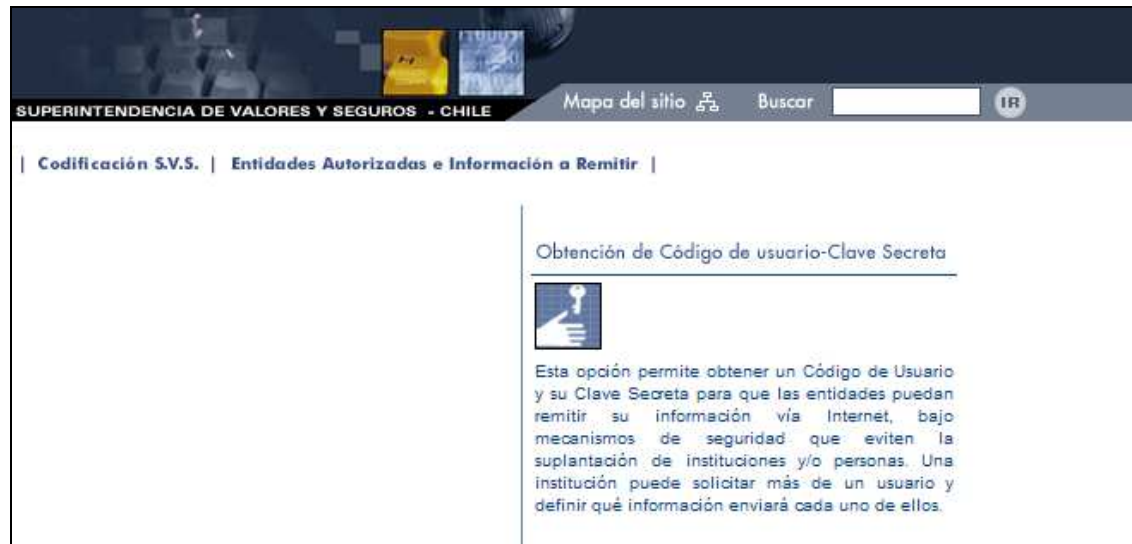 SUPERINTENDENCIA DE VALORES Y SEGUROS - CHILE
Mapa del sitio Buscar IR
| Codificación S.V.S. | Entidades Autorizadas e Información a Remitir |
Obtención de Código de usuario-Clave Secreta
Esta opción permite obtener un Código de Usuario
y su Clave Secreta para que las entidades puedan
remitir su información vía Internet, bajo
mecanismos de seguridad que eviten la
suplantación de instituciones y/o personas. Una
institución puede solicitar más de un usuario y
definir qué información enviará cada uno de ellos.